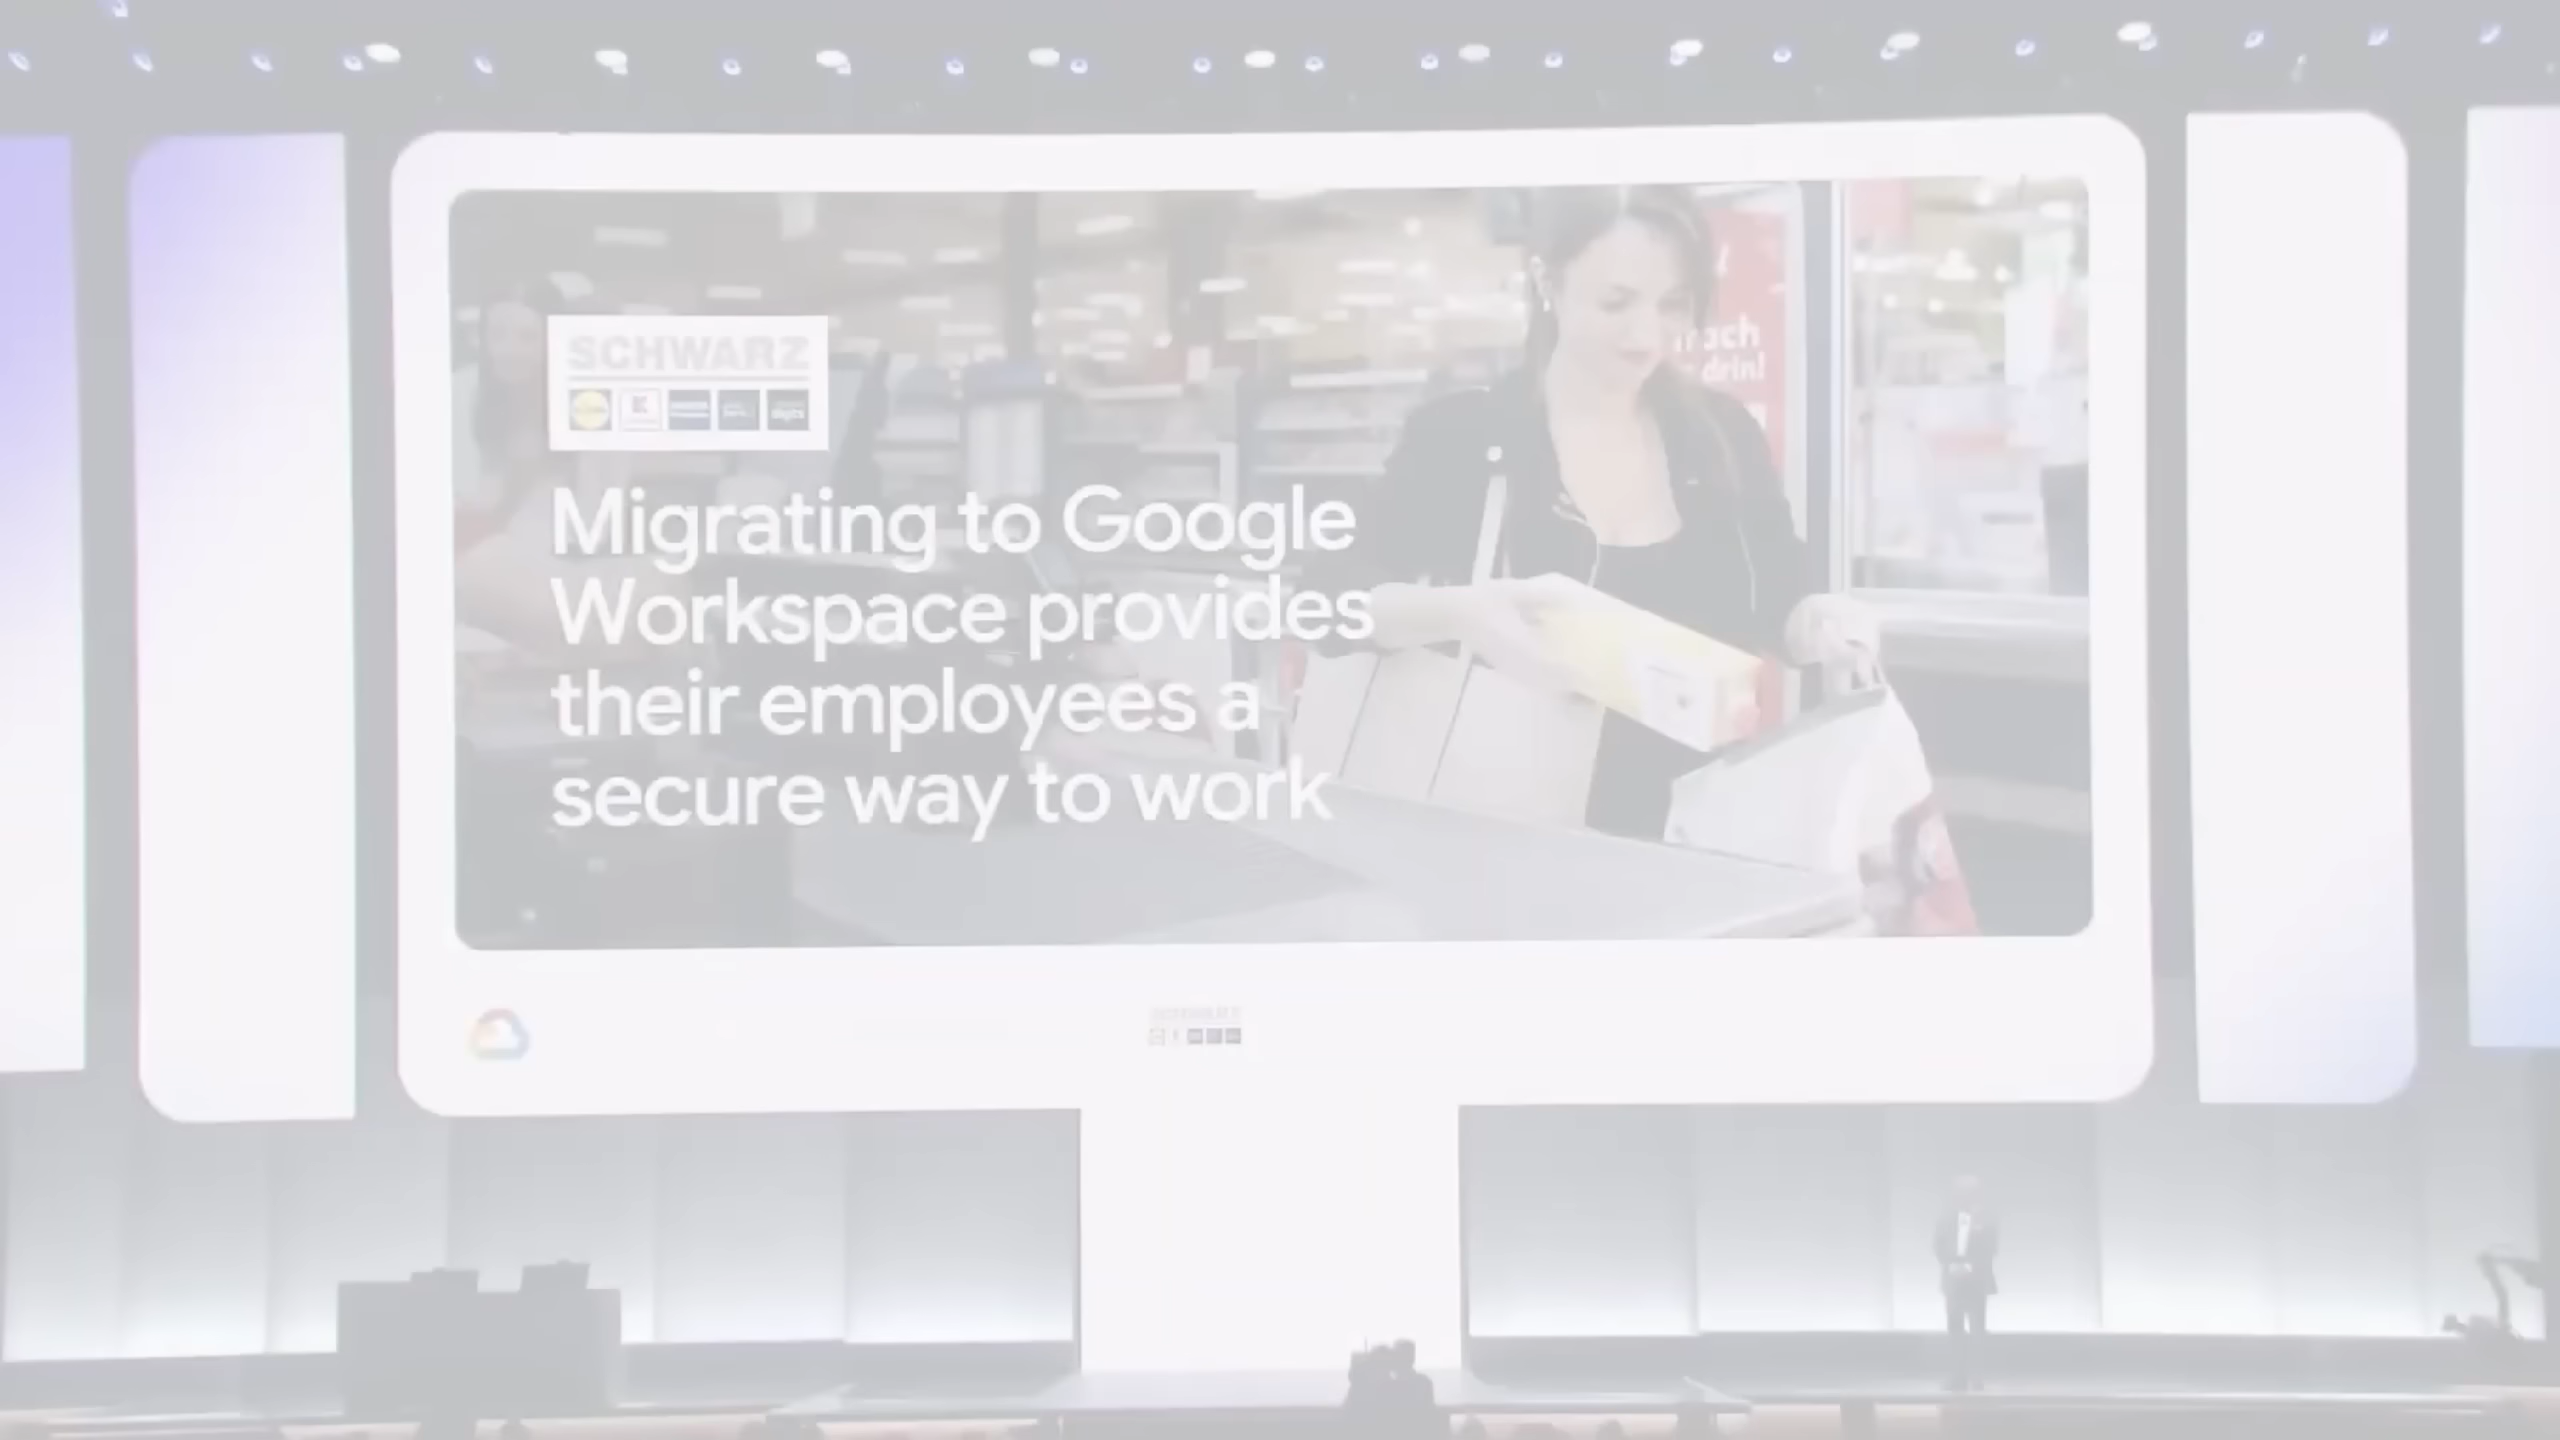 SCHWARZ
Migrating to Google
Workspace provides
their employees a
secure way to work